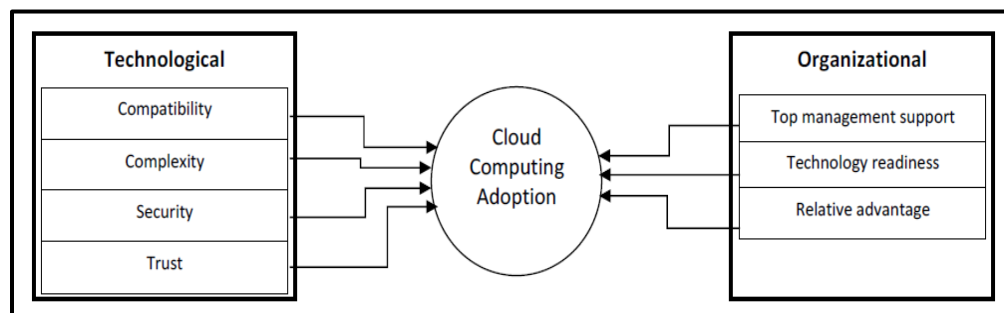 Technological
Compatibility
Complexity
Security
Trust
Cloud
Computing
Adoption
Organizational
Top management support
Technology readiness
Relative advantage